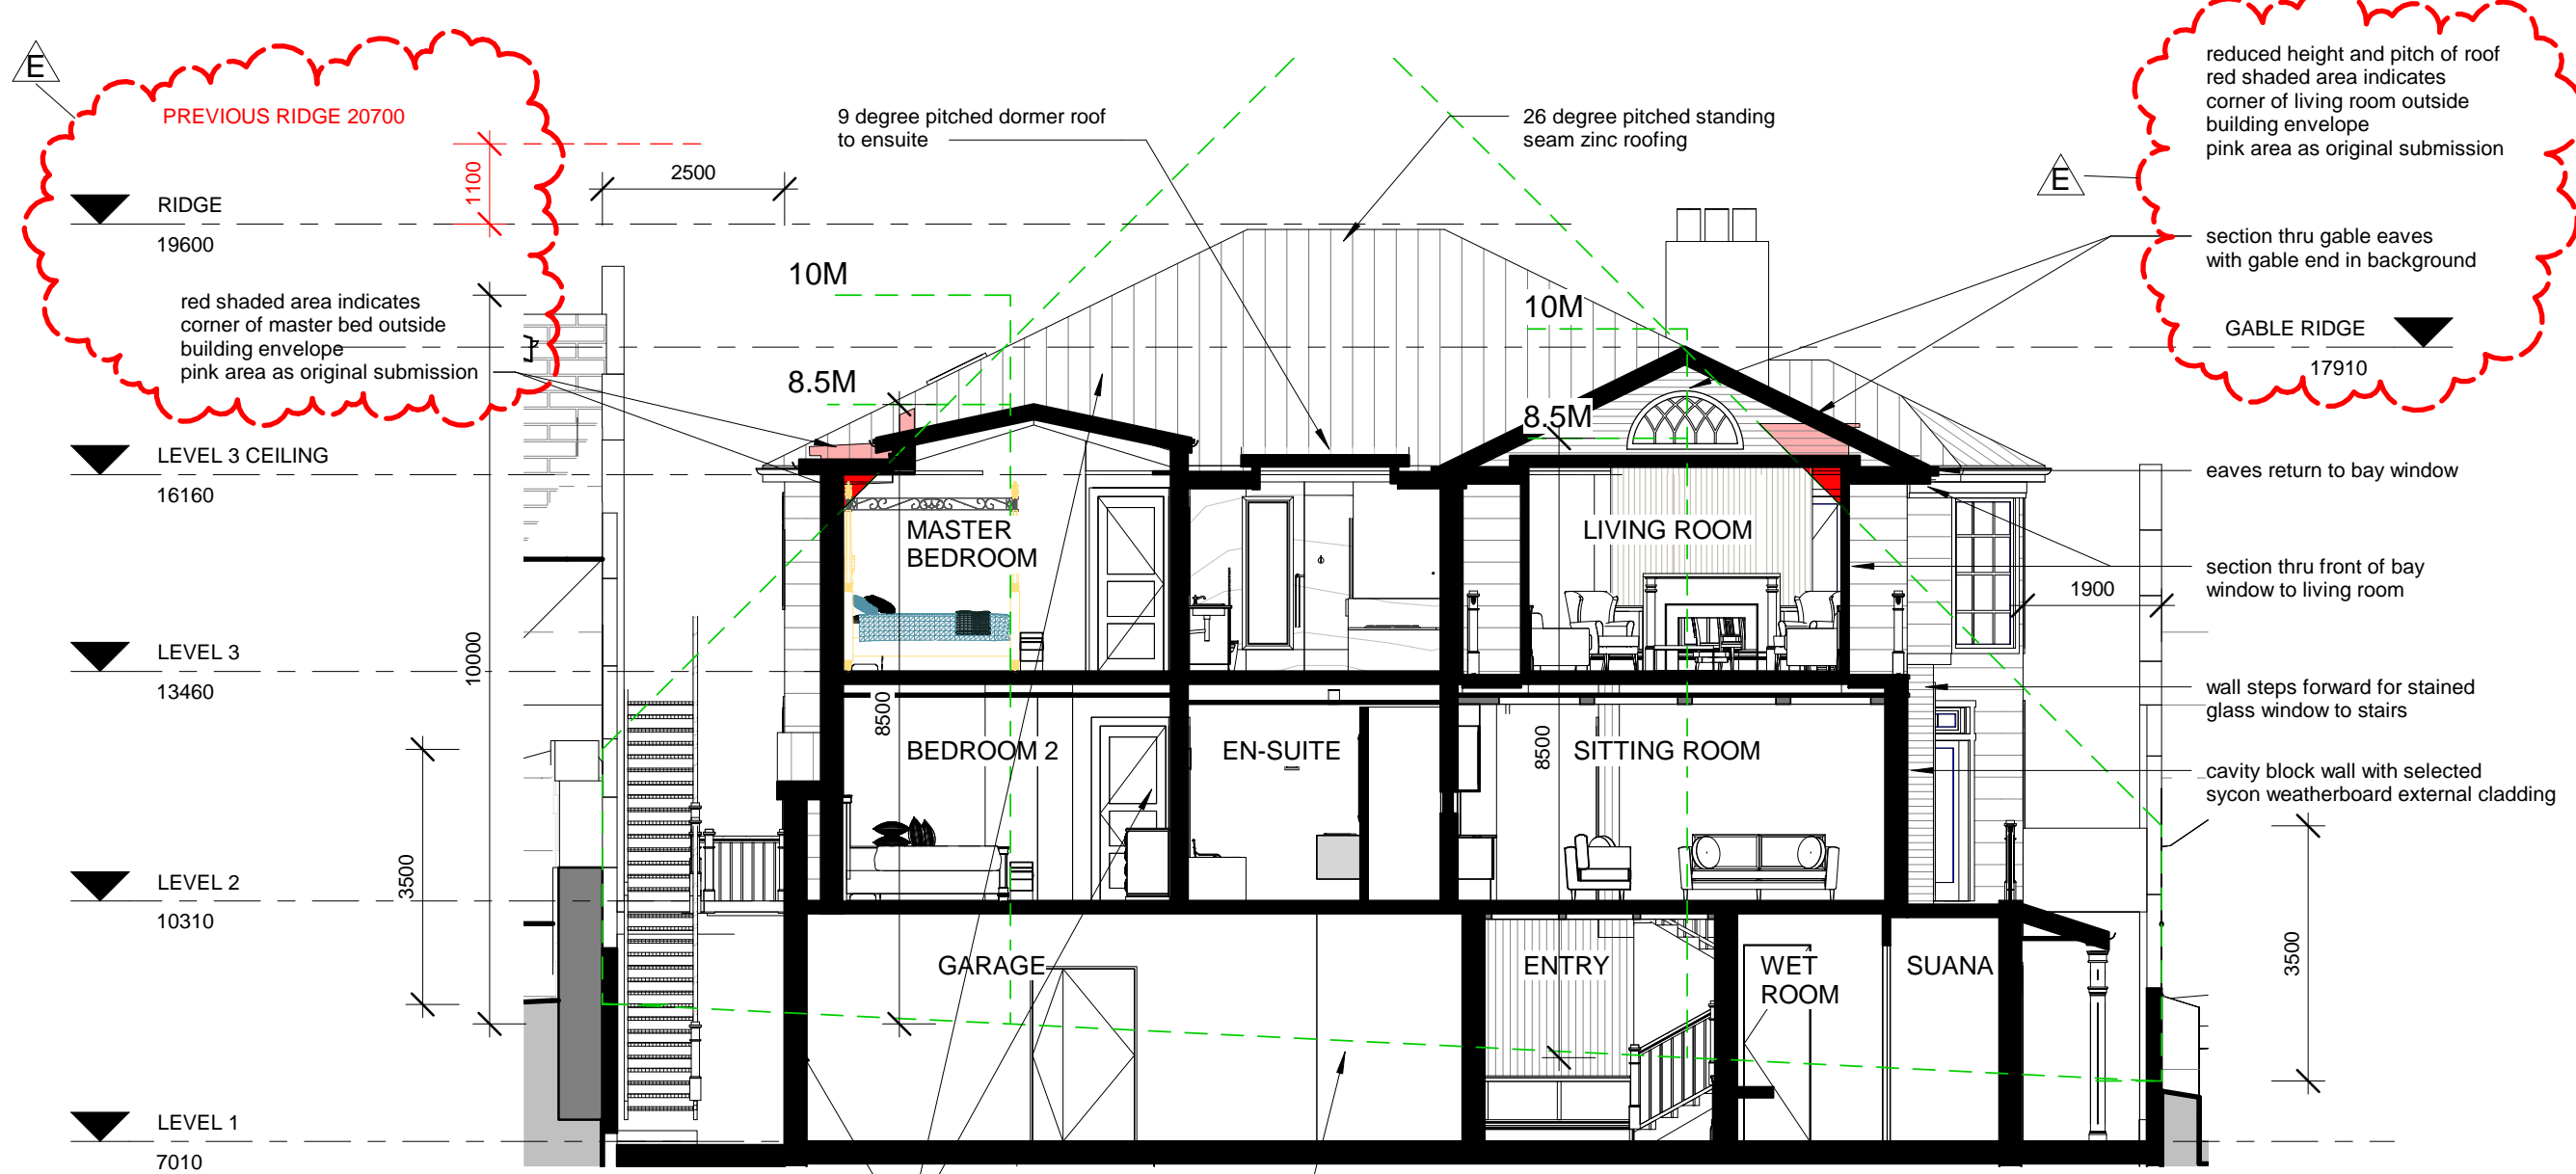 E
PREVIOUS RIDGE 20700
1100
RIDGE
19600
red shaded area indicates
corner of master bed outside
building envelope
pink area as original submission
LEVEL 3 CEILING
16160
LEVEL 3
13460
LEVEL 2
10310
LEVEL 1
7010
2500
10000
3500
9 degree pitched dormer roof
to ensuite
26 degree pitched standing
seam zinc roofing
10M
8.5M
10M
8.5M
MASTER
BEDROOM
LIVING ROOM
8500
BEDROOM 2
EN-SUITE
8500
SITTING ROOM
GARAGE
ENTRY
WET
ROOM
SUANA
E
reduced height and pitch of roof
red shaded area indicates
corner of living room outside
building envelope
pink area as original submission
section thru gable eaves
with gable end in background
GABLE RIDGE
17910
eaves return to bay window
section thru front of bay
window to living room
1900
wall steps forward for stained
glass window to stairs
cavity block wall with selected
sycon weatherboard external cladding
3500